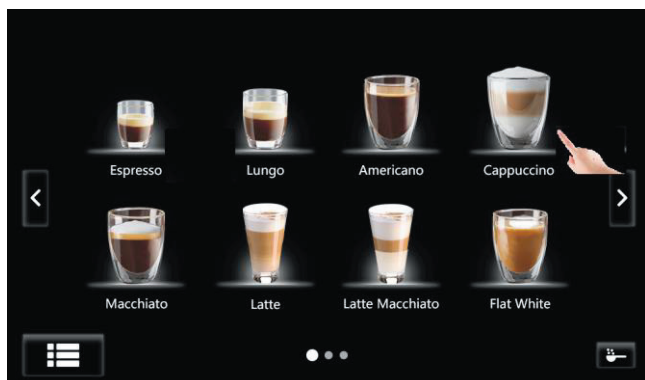 Espresso
Lungo
Americano
Cappuccino
Macchiato
Latte
Latte Macchiato
Flat White